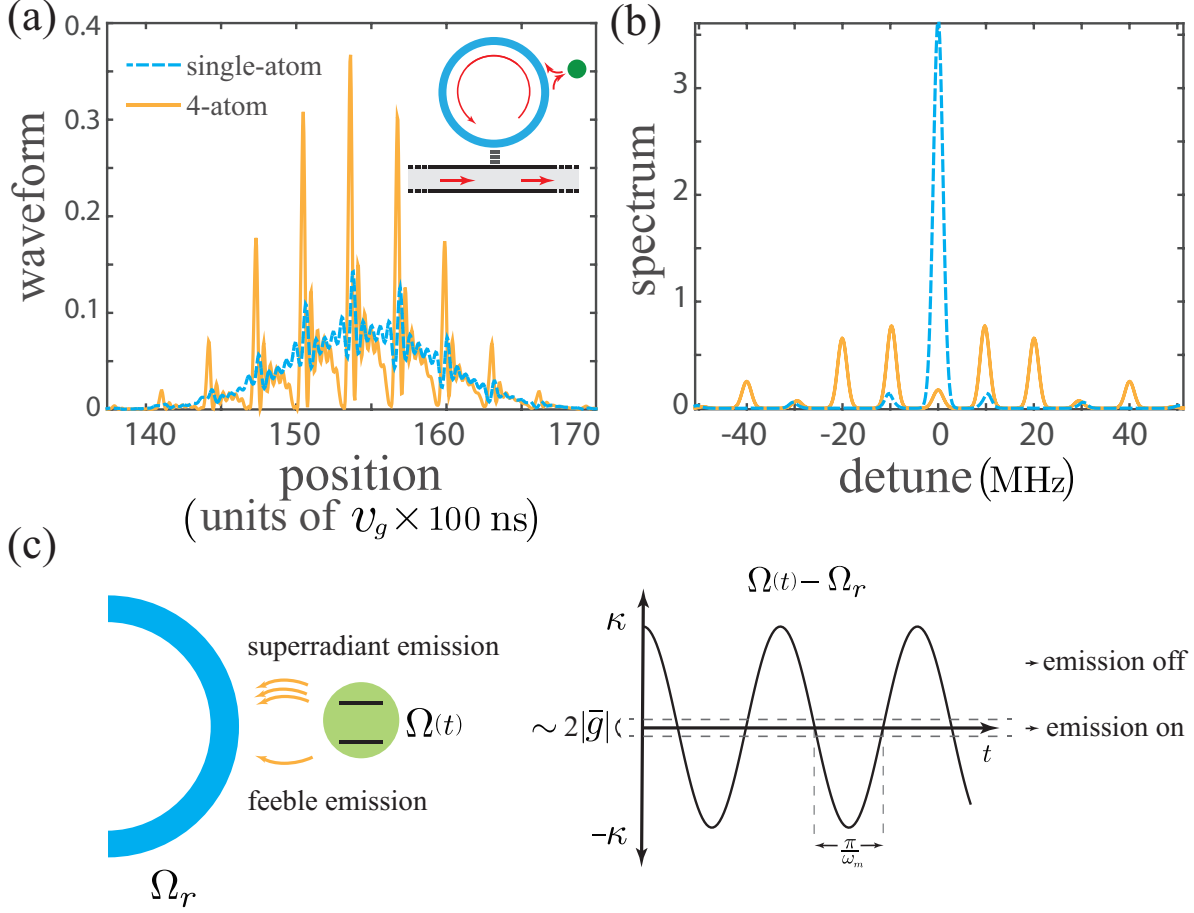 (a)
waveform
0.4
0.3
0.2
0.1
0
single-atom
4-atom
140
150
160
170
position
(units of v_g × 100 ns)
(b)
spectrum
3
2
1
0
-40
-20
0
20
40
detune (MHz)
(c)
superradiant emission
Ω(t)
feeble emission
Ω_r
Ω(t) − Ω_r
κ
∼ 2|g̅|
−κ
t
π/ω_m
emission off
emission on